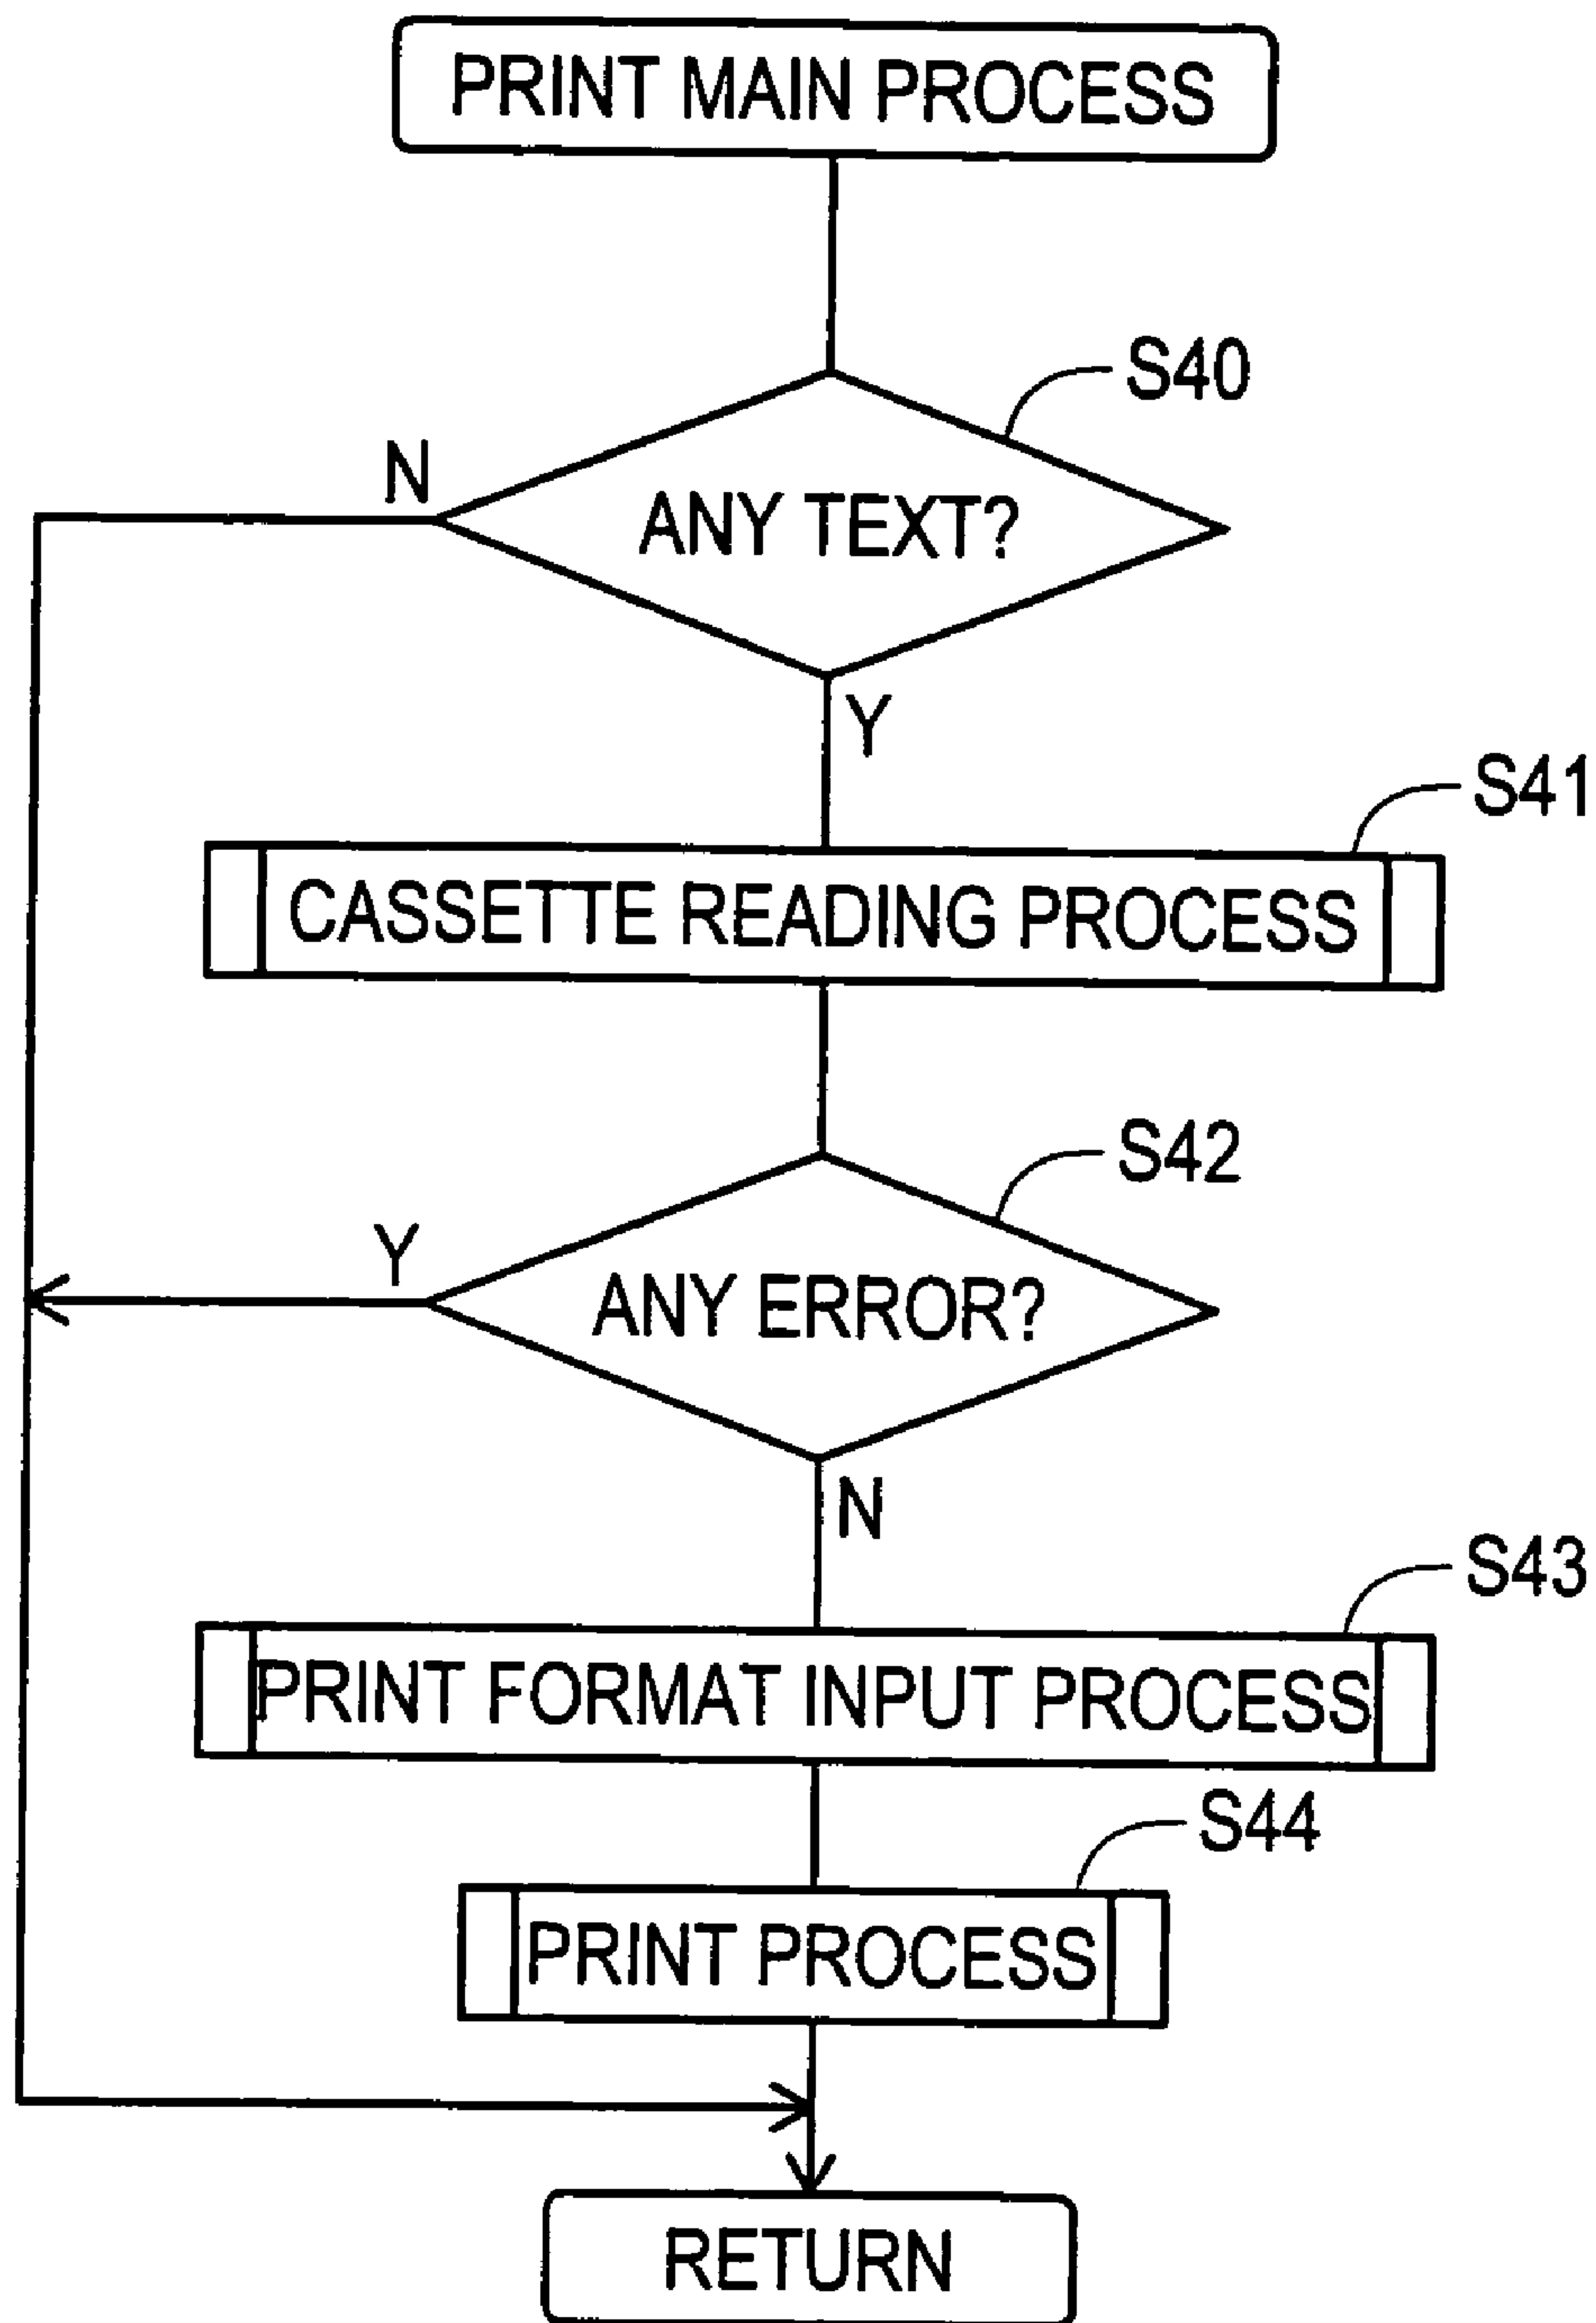 PRINT MAIN PROCESS
S40
N
ANY TEXT?
Y
S41
CASSETTE READING PROCESS
S42
Y
ANY ERROR?
N
S43
PRINT FORMAT INPUT PROCESS
S44
PRINT PROCESS
RETURN